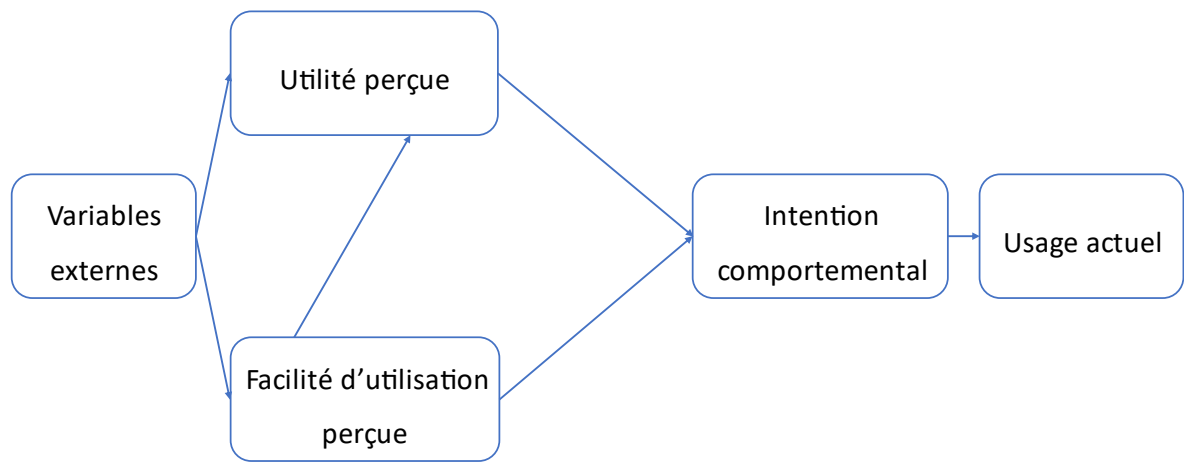 Utilité perçue
Variables
externes
Facilité d’utilisation
perçue
Intention
comportemental
Usage actuel